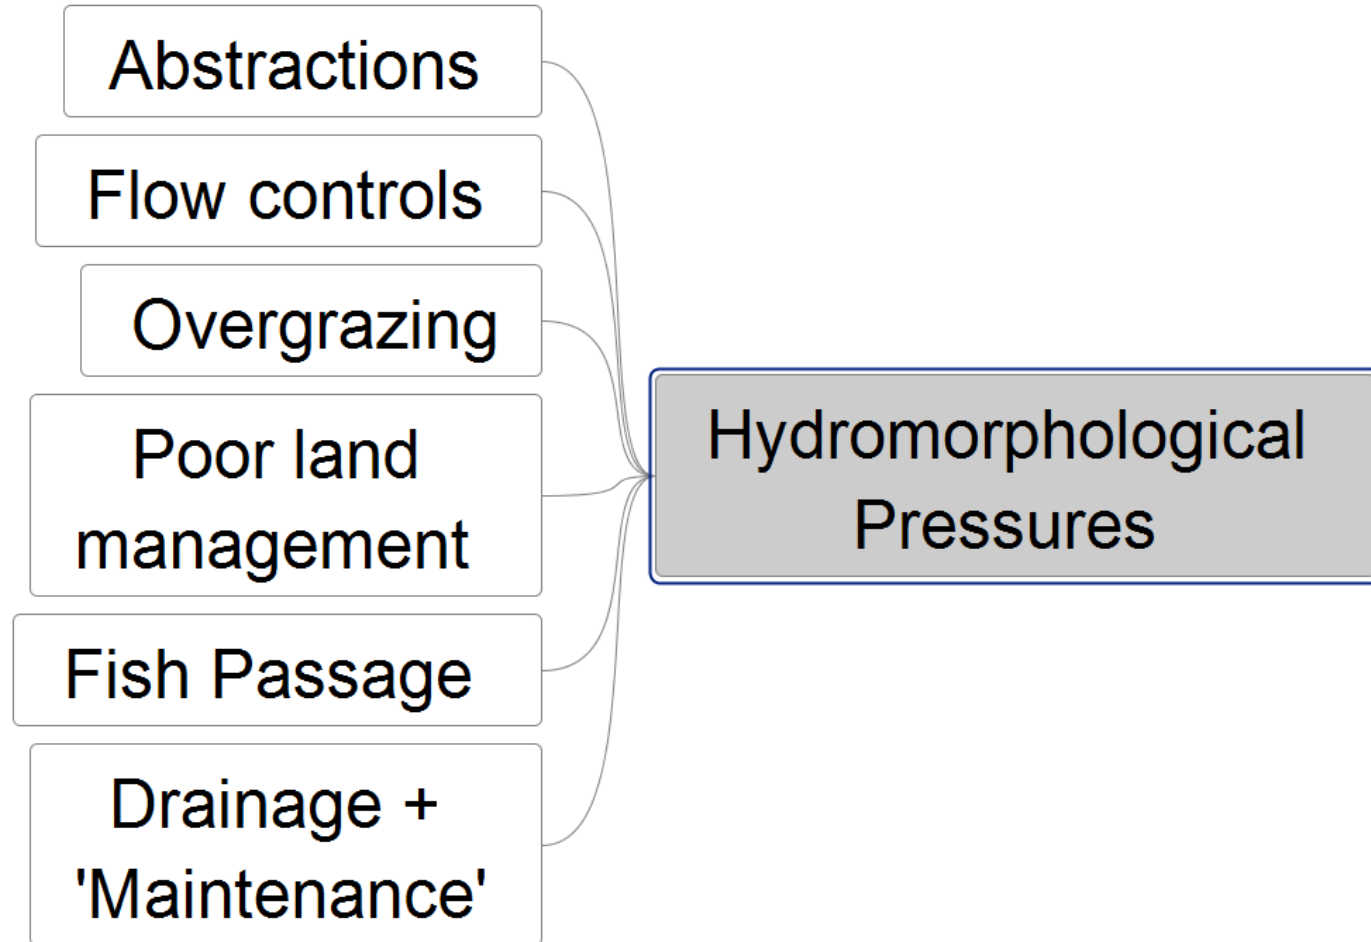 Abstractions
Flow controls
Overgrazing
Poor land
management
Fish Passage
Drainage +
'Maintenance'
Hydromorphological
Pressures